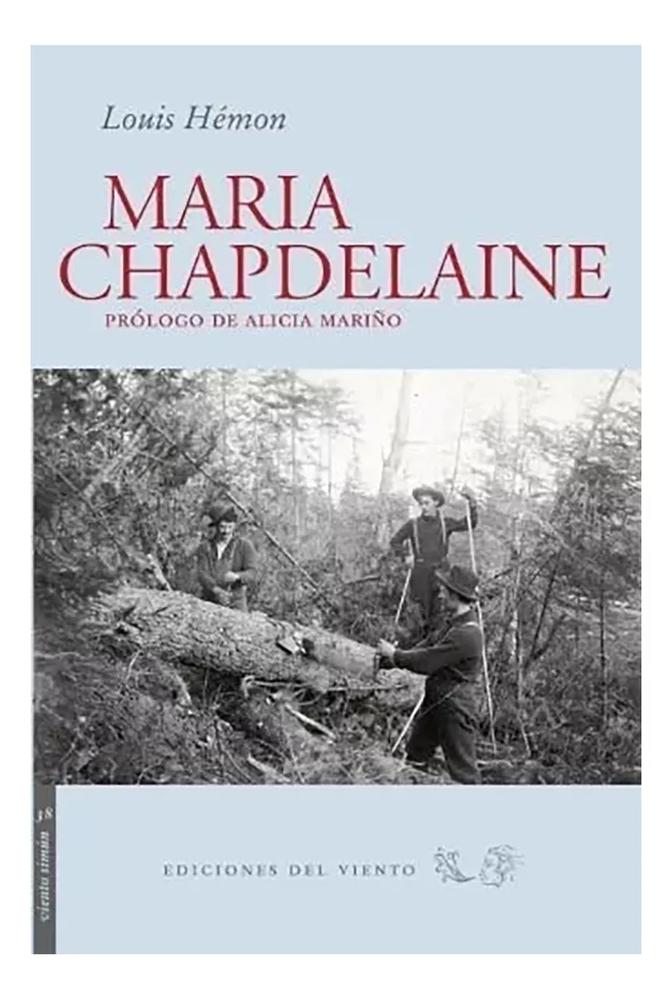 Louis Hémon
MARIA
CHAPDELAINE
PRÓLOGO DE ALICIA MARIÑO
38
viento simún
EDICIONES DEL VIENTO